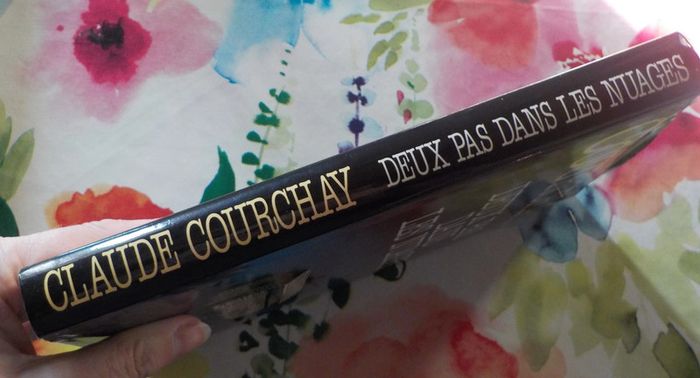 CLAUDE COURCHAY DEUX PAS DANS LES NUAGES